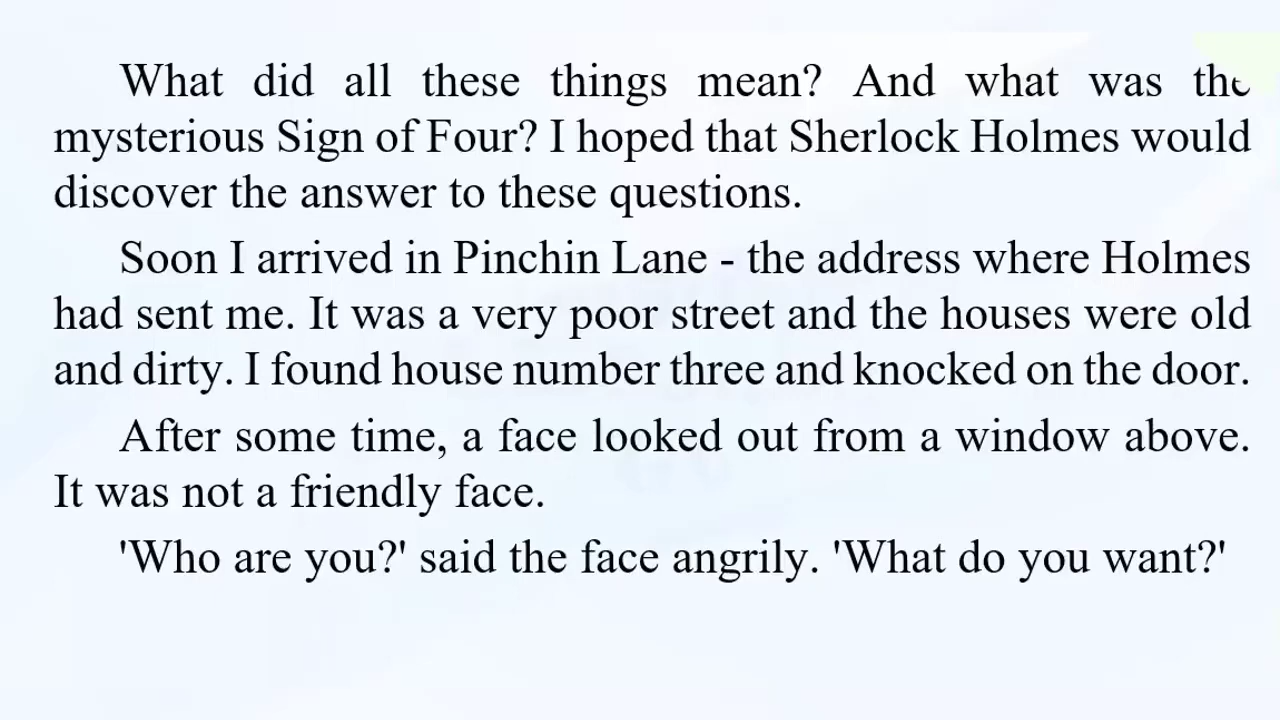 What did all these things mean? And what was the
mysterious Sign of Four? I hoped that Sherlock Holmes would
discover the answer to these questions.
Soon I arrived in Pinchin Lane - the address where Holmes
had sent me. It was a very poor street and the houses were old
and dirty. I found house number three and knocked on the door.
After some time, a face looked out from a window above.
It was not a friendly face.
'Who are you?' said the face angrily. 'What do you want?'